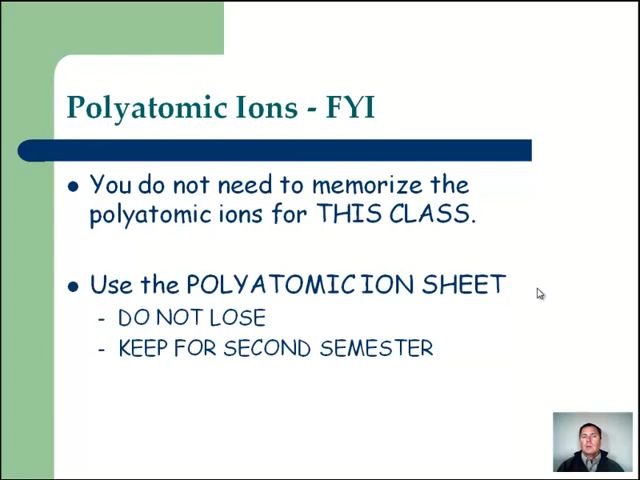 Polyatomic Ions - FYI
You do not need to memorize the
polyatomic ions for THIS CLASS.
Use the POLYATOMIC ION SHEET
- DO NOT LOSE
- KEEP FOR SECOND SEMESTER